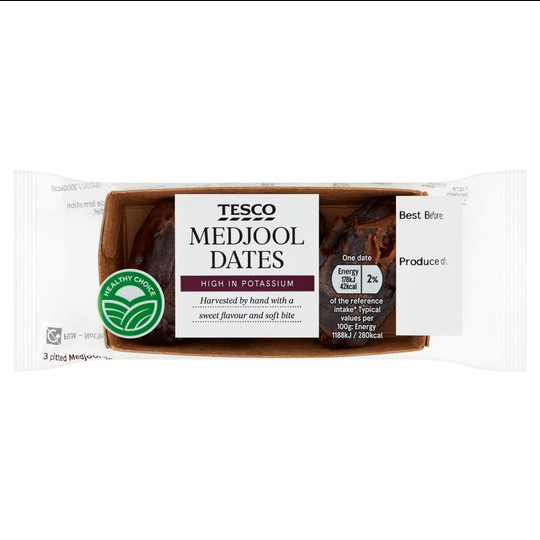 TESCO
MEDJOOL
DATES
HIGH IN POTASSIUM
Harvested by hand with a
sweet flavour and soft bite
HEALTHY CHOICE
One date
Energy
178kJ
42kcal
2%
of the reference
intake* Typical
values per
100g: Energy
1188kJ / 280kcal
Best Before:
Produce of:
3 pitted Medjool